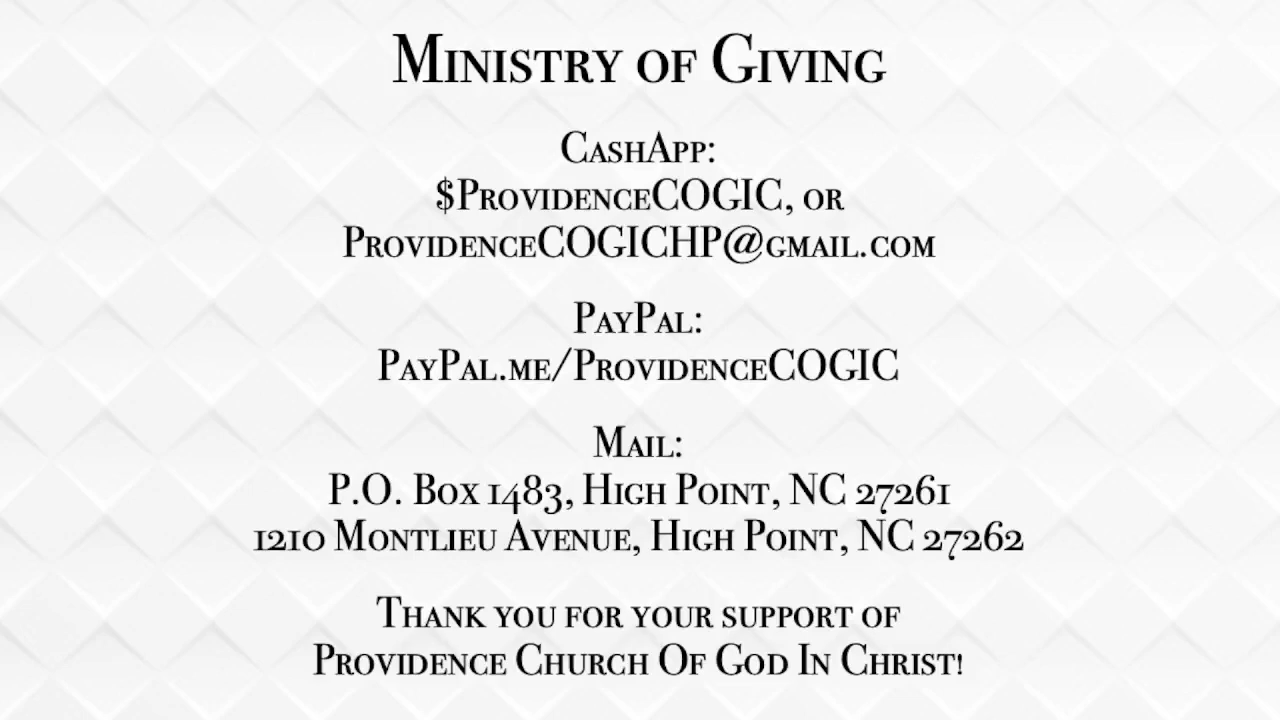 Ministry of Giving
CashApp:
$ProvidenceCOGIC, or
ProvidenceCOGICHP@gmail.com
PayPal:
PayPal.me/ProvidenceCOGIC
Mail:
P.O. Box 1483, High Point, NC 27261
1210 Montlieu Avenue, High Point, NC 27262
Thank you for your support of
Providence Church Of God In Christ!